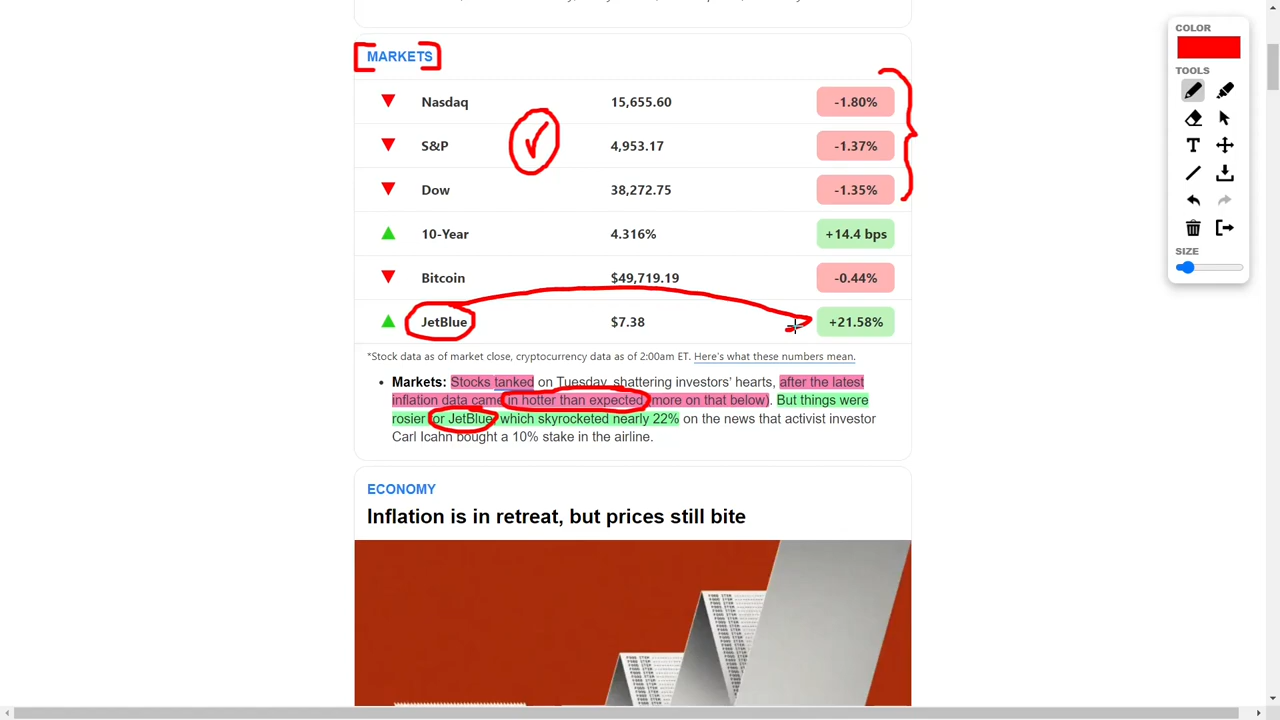 MARKETS
Nasdaq 15,655.60 -1.80%
S&P 4,953.17 -1.37%
Dow 38,272.75 -1.35%
10-Year 4.316% +14.4 bps
Bitcoin $49,719.19 -0.44%
JetBlue $7.38 +21.58%
*Stock data as of market close, cryptocurrency data as of 2:00am ET. Here's what these numbers mean.
• Markets: Stocks tanked on Tuesday, shattering investors' hearts, after the latest
inflation data came in hotter than expected (more on that below). But things were
rosier for JetBlue, which skyrocketed nearly 22% on the news that activist investor
Carl Icahn bought a 10% stake in the airline.
ECONOMY
Inflation is in retreat, but prices still bite
COLOR
TOOLS
T
SIZE